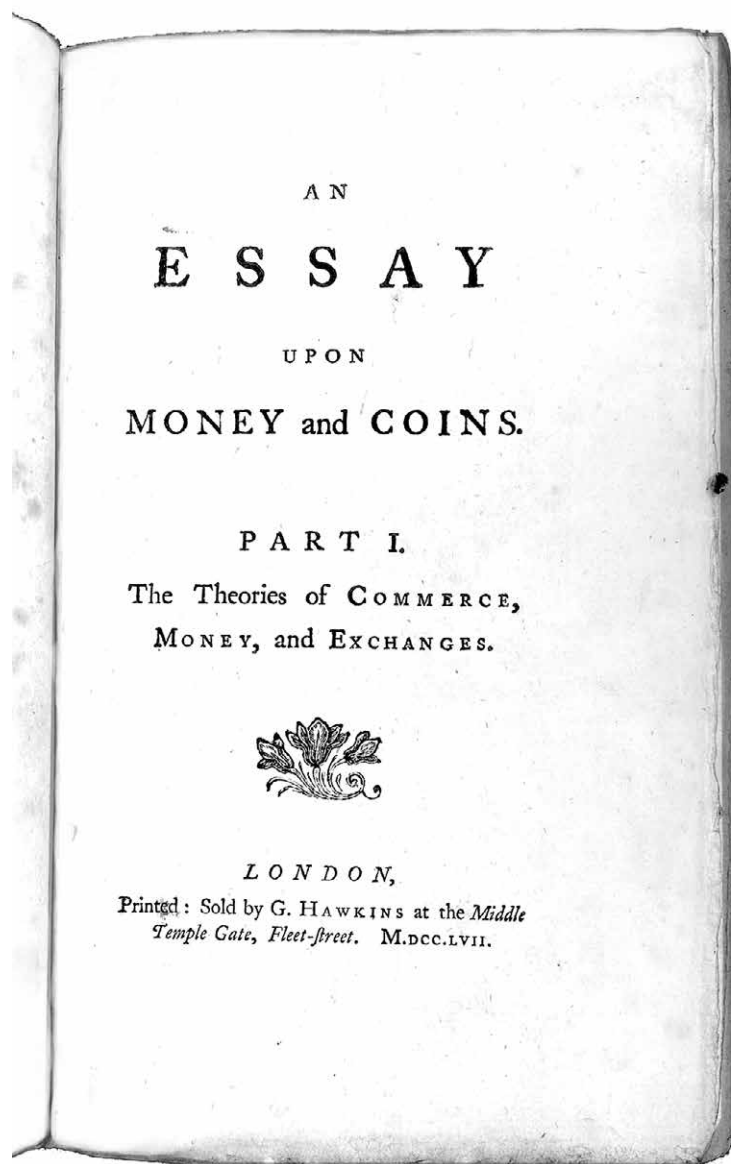 AN
ESSAY
UPON
MONEY and COINS.
PART I.
The Theories of COMMERCE,
MONEY, and EXCHANGES.
LONDON,
Printed: Sold by G. HAWKINS at the Middle
Temple Gate, Fleet-ſtreet. M.DCC.LVII.